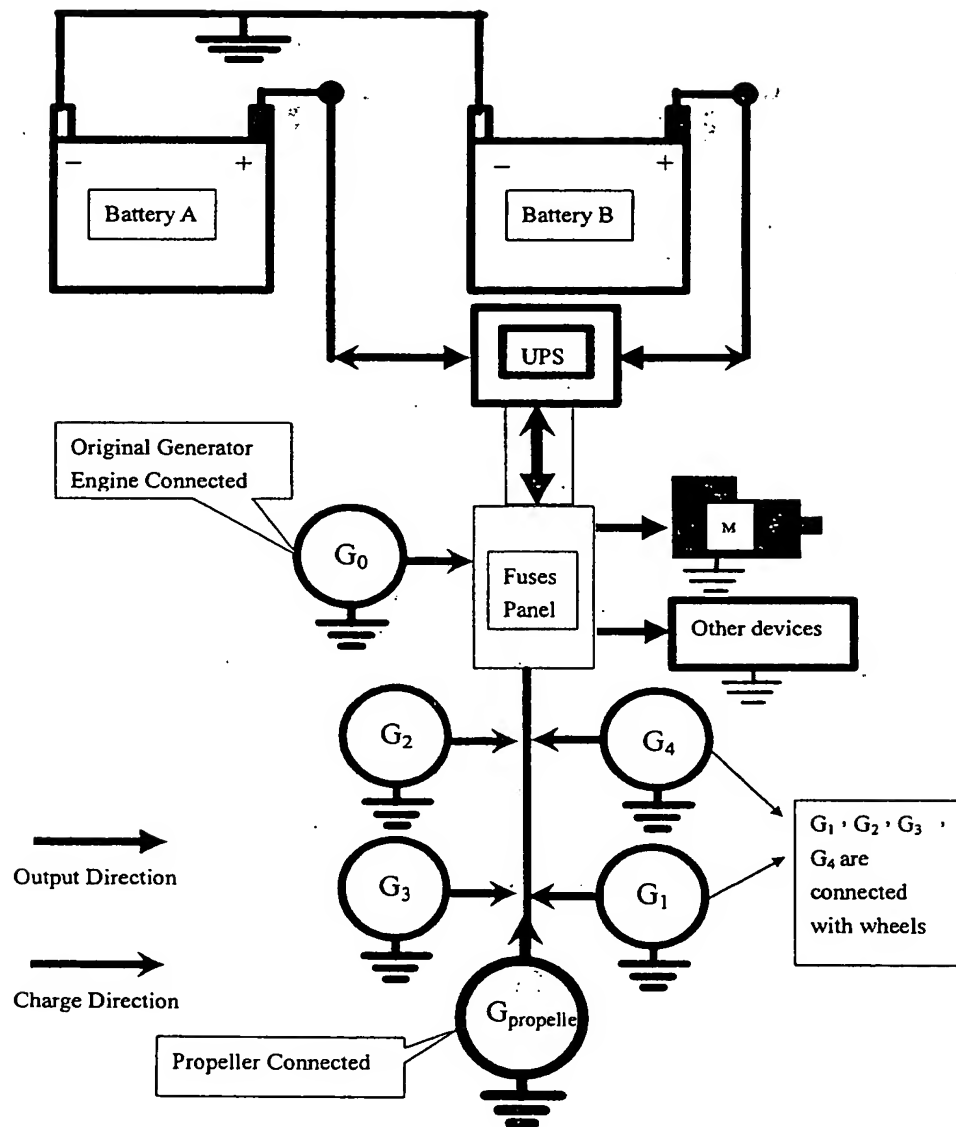 - +
Battery A
- +
Battery B
UPS
Original Generator
Engine Connected
G₀
Fuses
Panel
M
Other devices
G₂
G₄
G₁ , G₂ , G₃ ,
G₄ are
connected
with wheels
Output Direction
G₃
G₁
Charge Direction
Gpropelle
Propeller Connected